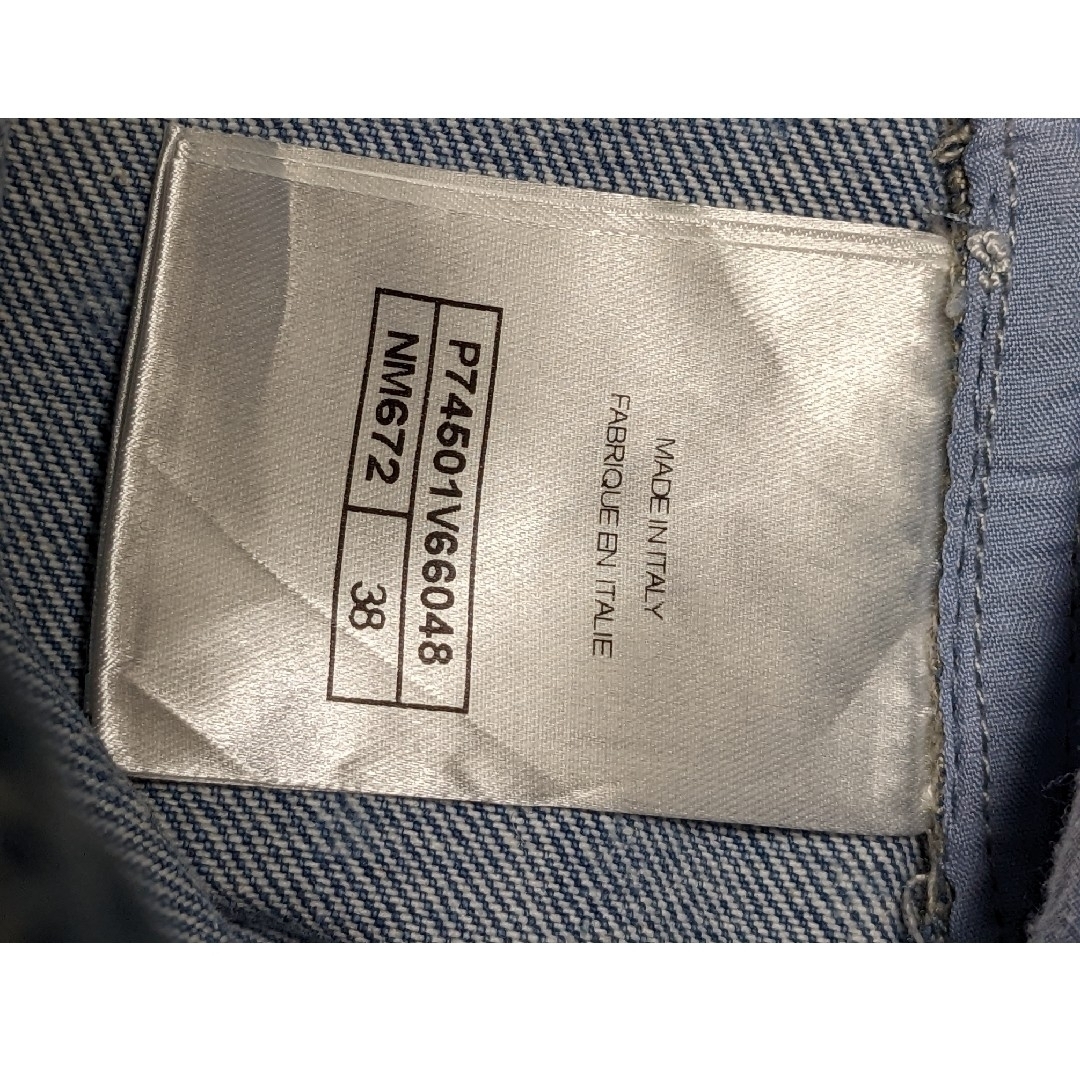 MADE IN ITALY
FABRIQUE EN ITALIE
P74501V66048
NM672 38